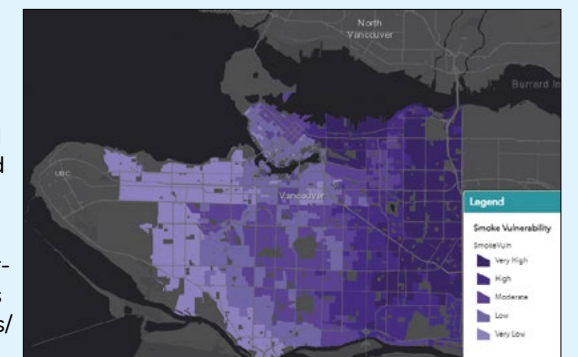 North
Vancouver
Burrard In
UBC
Vancouver
Legend
Smoke Vulnerability
SmokeVuln
Very High
High
Moderate
Low
Very Low
d
-
s
s/